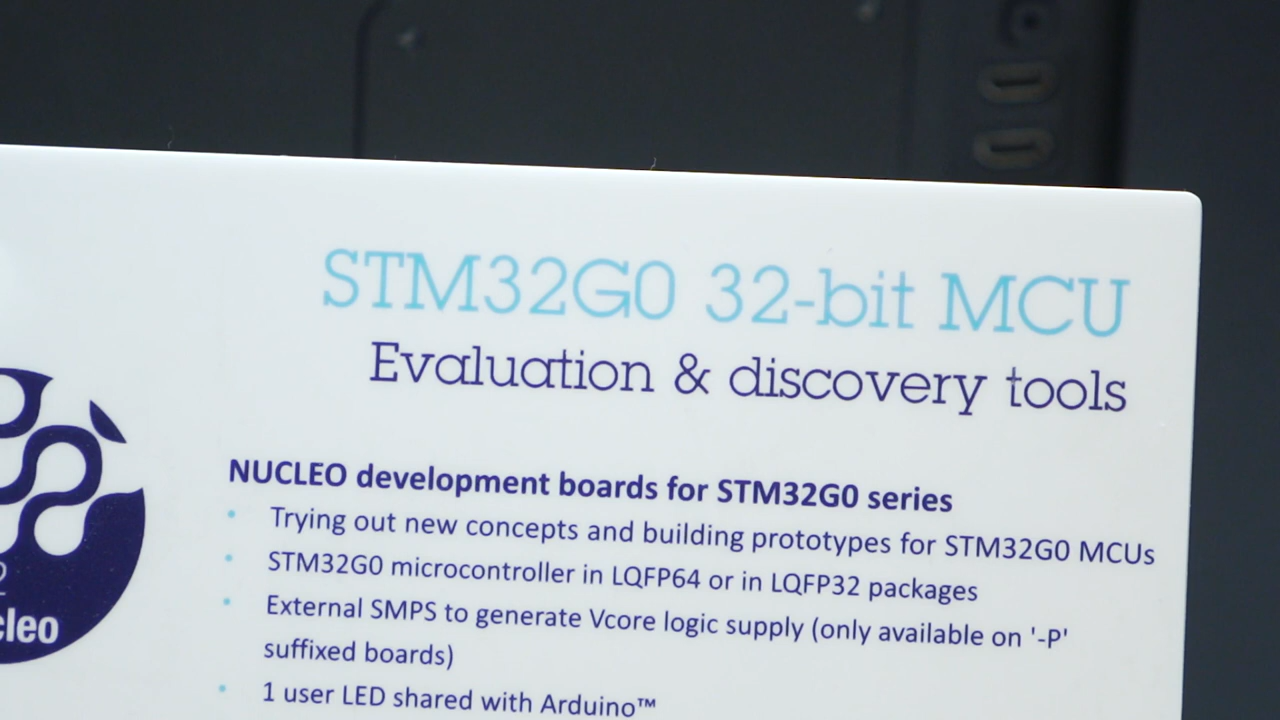 STM32G0 32-bit MCU
Evaluation & discovery tools
NUCLEO development boards for STM32G0 series
• Trying out new concepts and building prototypes for STM32G0 MCUs
• STM32G0 microcontroller in LQFP64 or in LQFP32 packages
• External SMPS to generate Vcore logic supply (only available on '-P'
suffixed boards)
• 1 user LED shared with Arduino™
cleo